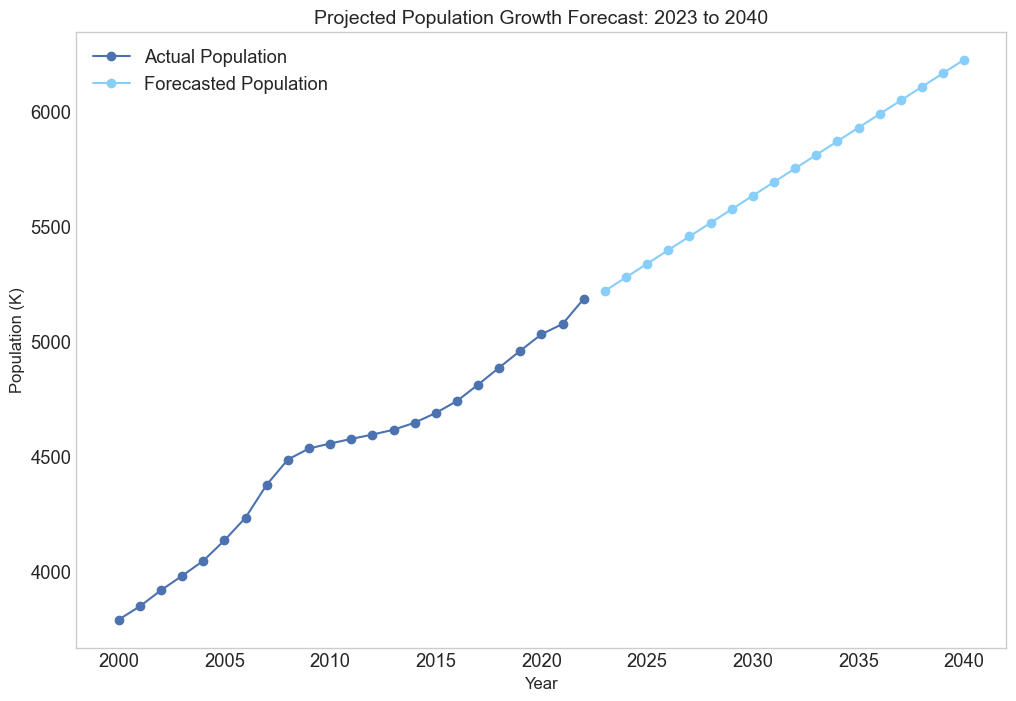 Projected Population Growth Forecast: 2023 to 2040
Actual Population
Forecasted Population
Population (K)
6000
5500
5000
4500
4000
2000 2005 2010 2015 2020 2025 2030 2035 2040
Year